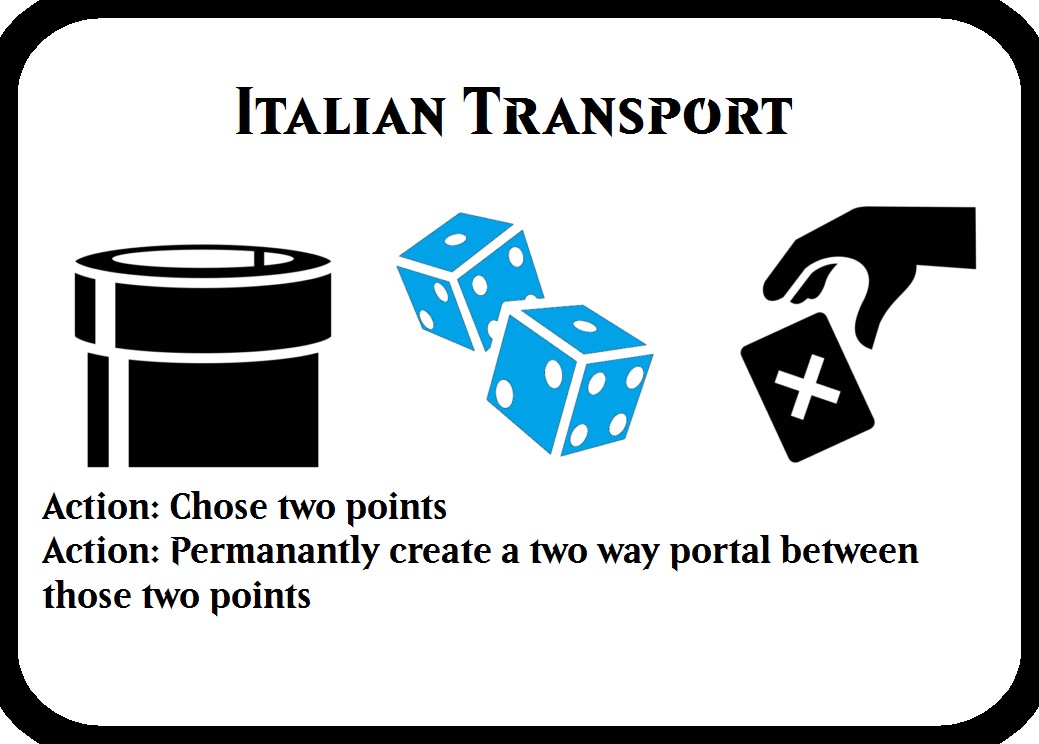 Italian Transport
Action: Chose two points
Action: Permanantly create a two way portal between
those two points